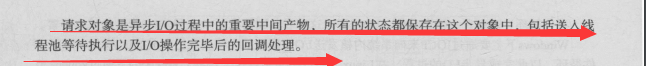 请求对象是异步I/O过程中的重要中间产物，所有的状态都保存在这个对象中，包括送入线
程池等待执行以及I/O操作完毕后的回调处理。